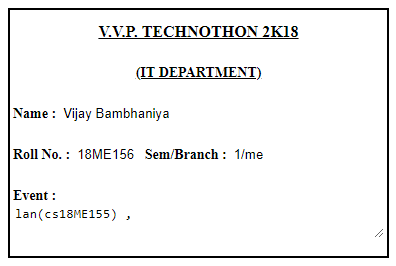 V.V.P. TECHNOTHON 2K18
(IT DEPARTMENT)
Name : Vijay Bambhaniya
Roll No. : 18ME156 Sem/Branch : 1/me
Event :
lan(cs18ME155) ,